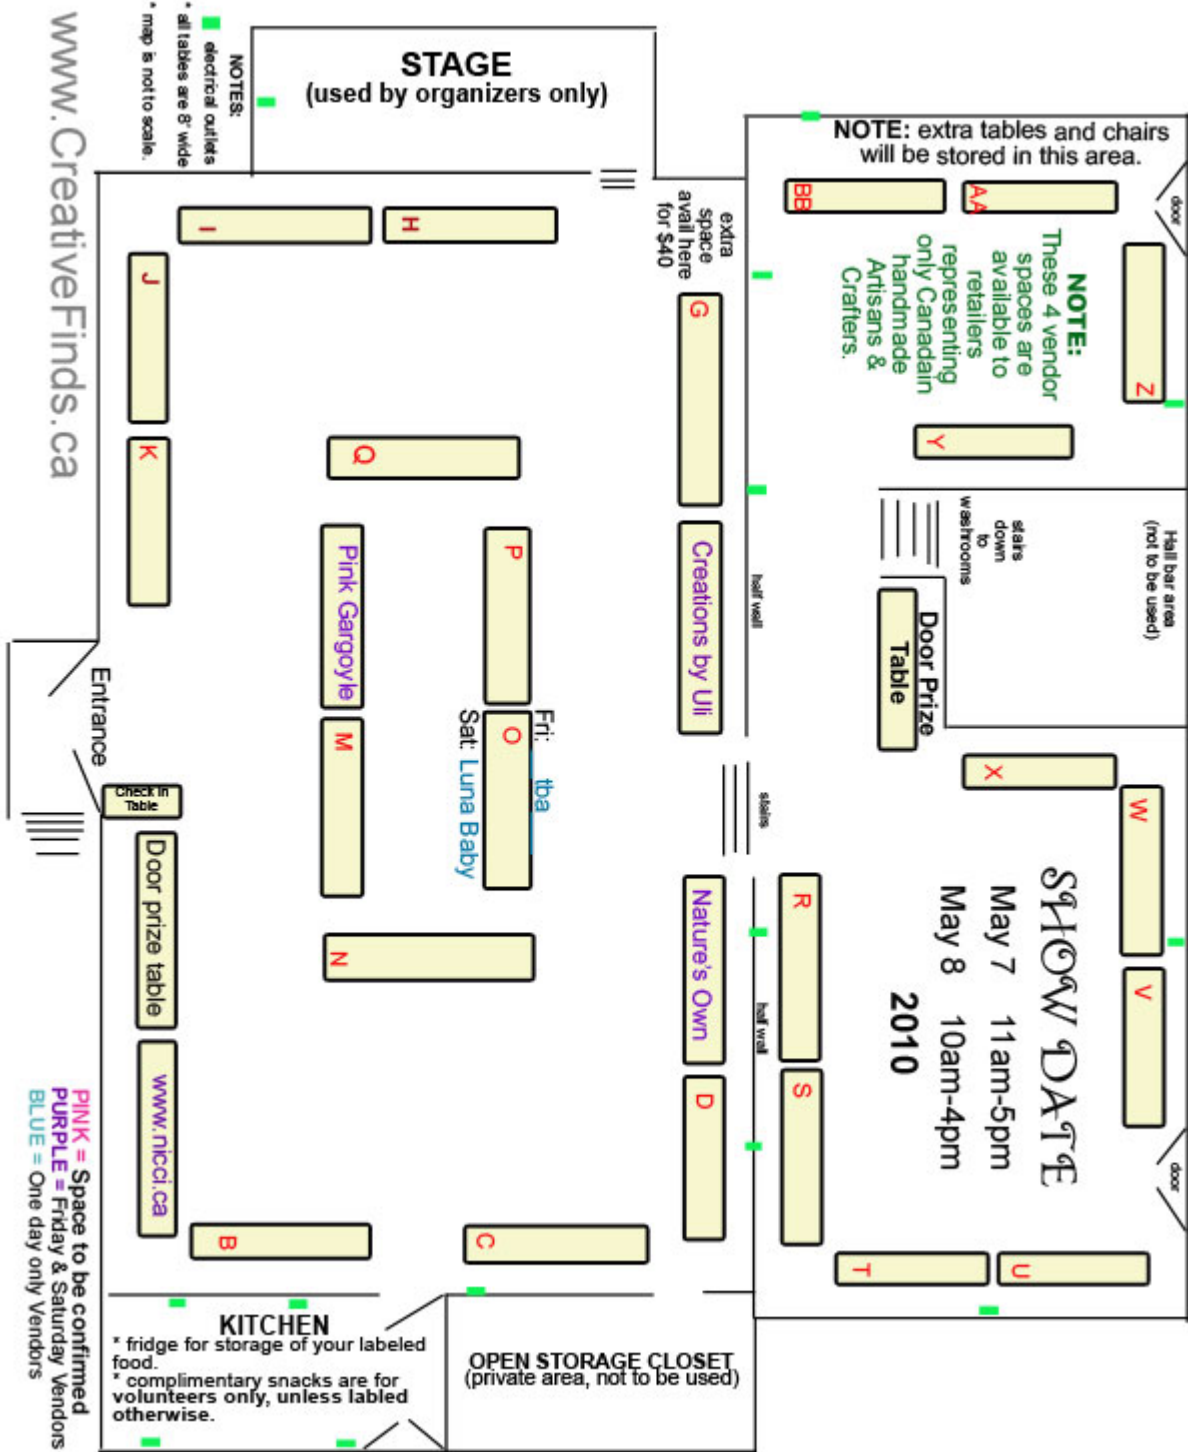 STAGE
(used by organizers only)
NOTES:
electrical outlets
* all tables are 8' wide
* map is not to scale.
www.CreativeFinds.ca
NOTE: extra tables and chairs
will be stored in this area.
door
BB
AA
Z
Y
NOTE:
These 4 vendor
spaces are
available to
retailers
representing
only Canadain
handmade
Artisans &
Crafters.
extra
space
avail here
for $40
I
H
J
K
G
Q
P
Pink Gargoyle
Creations by Uli
half wall
stairs
down
to
washrooms
Hall bar area
(not to be used)
Door Prize
Table
Entrance
Check in
Table
M
O
Fri: tba
Sat: Luna Baby
stairs
X
W
V
N
Door prize table
www.nicci.ca
Nature's Own
half wall
R
S
D
SHOW DATE
May 7 11am-5pm
May 8 10am-4pm
2010
door
B
C
T
U
PINK = Space to be confirmed
PURPLE = Friday & Saturday Vendors
BLUE = One day only Vendors
KITCHEN
* fridge for storage of your labeled
food.
* complimentary snacks are for
volunteers only, unless labled
otherwise.
OPEN STORAGE CLOSET
(private area, not to be used)